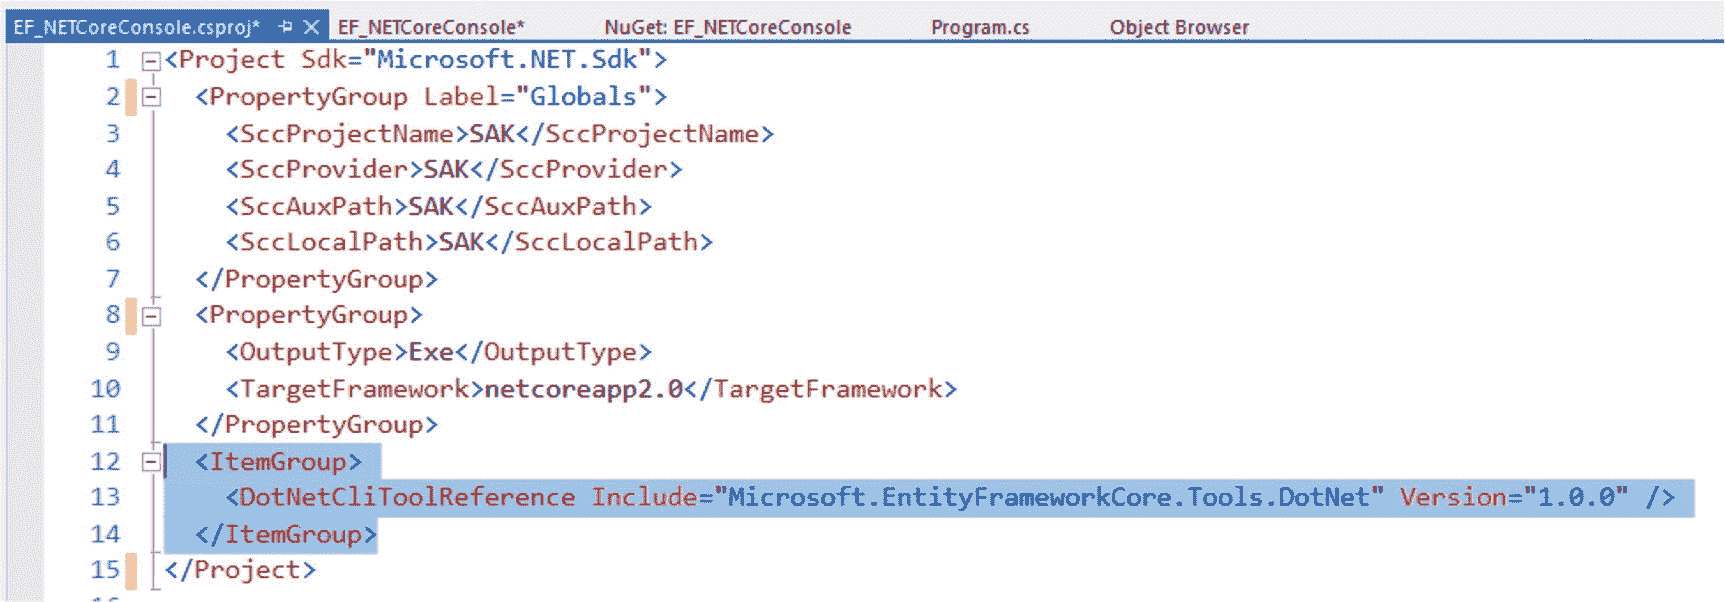 EF_NETCoreConsole.csproj* EF_NETCoreConsole* NuGet: EF_NETCoreConsole Program.cs Object Browser
1 <Project Sdk="Microsoft.NET.Sdk">
2 <PropertyGroup Label="Globals">
3 <SccProjectName>SAK</SccProjectName>
4 <SccProvider>SAK</SccProvider>
5 <SccAuxPath>SAK</SccAuxPath>
6 <SccLocalPath>SAK</SccLocalPath>
7 </PropertyGroup>
8 <PropertyGroup>
9 <OutputType>Exe</OutputType>
10 <TargetFramework>netcoreapp2.0</TargetFramework>
11 </PropertyGroup>
12 <ItemGroup>
13 <DotNetCliToolReference Include="Microsoft.EntityFrameworkCore.Tools.DotNet" Version="1.0.0" />
14 </ItemGroup>
15 </Project>